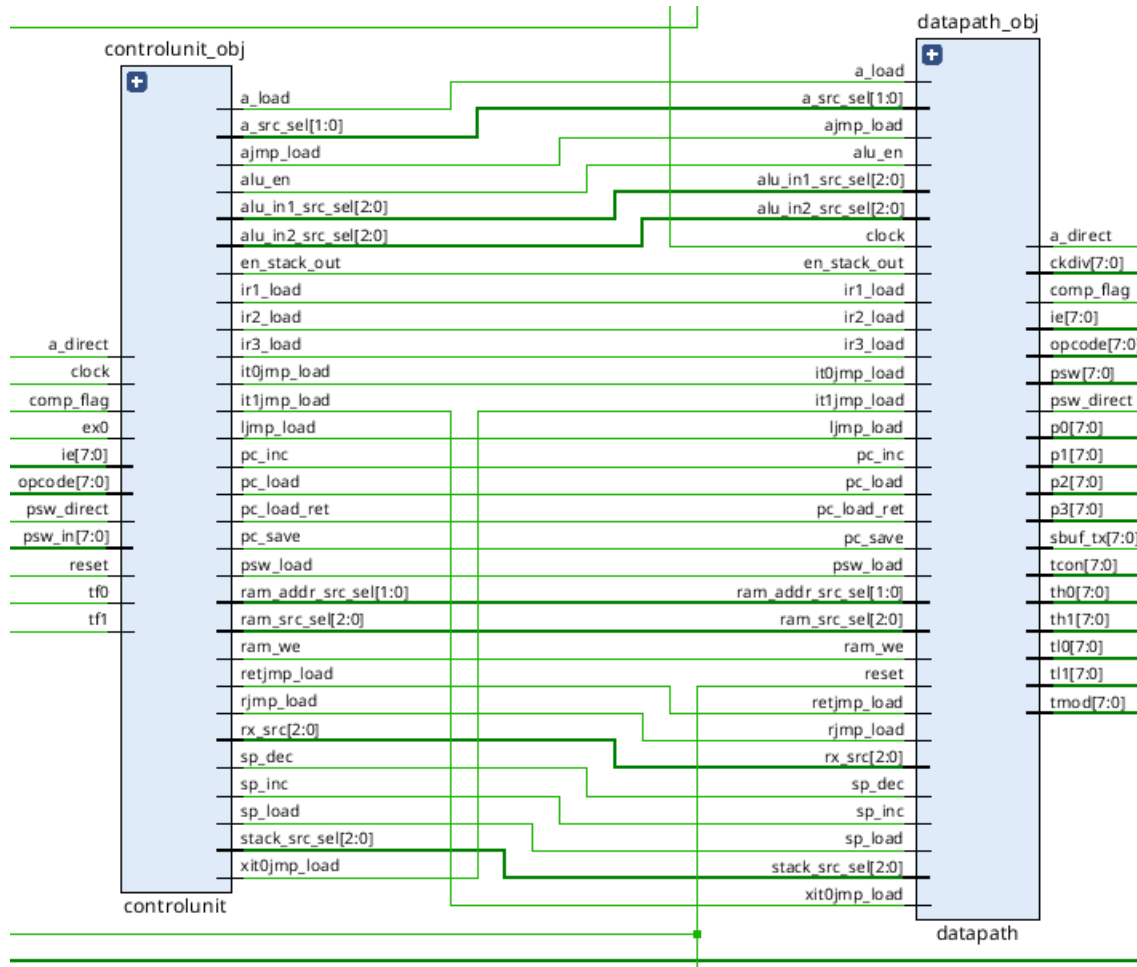 controlunit_obj
a_load
a_src_sel[1:0]
ajmp_load
alu_en
alu_in1_src_sel[2:0]
alu_in2_src_sel[2:0]
en_stack_out
ir1_load
ir2_load
ir3_load
it0jmp_load
it1jmp_load
ljmp_load
pc_inc
pc_load
pc_load_ret
pc_save
psw_load
ram_addr_src_sel[1:0]
ram_src_sel[2:0]
ram_we
retjmp_load
rjmp_load
rx_src[2:0]
sp_dec
sp_inc
sp_load
stack_src_sel[2:0]
xit0jmp_load
a_direct
clock
comp_flag
ex0
ie[7:0]
opcode[7:0]
psw_direct
psw_in[7:0]
reset
tf0
tf1
controlunit
datapath_obj
a_load
a_src_sel[1:0]
ajmp_load
alu_en
alu_in1_src_sel[2:0]
alu_in2_src_sel[2:0]
clock
en_stack_out
ir1_load
ir2_load
ir3_load
it0jmp_load
it1jmp_load
ljmp_load
pc_inc
pc_load
pc_load_ret
pc_save
psw_load
ram_addr_src_sel[1:0]
ram_src_sel[2:0]
ram_we
reset
retjmp_load
rjmp_load
rx_src[2:0]
sp_dec
sp_inc
sp_load
stack_src_sel[2:0]
xit0jmp_load
a_direct
ckdiv[7:0]
comp_flag
ie[7:0]
opcode[7:0]
psw[7:0]
psw_direct
p0[7:0]
p1[7:0]
p2[7:0]
p3[7:0]
sbuf_tx[7:0]
tcon[7:0]
th0[7:0]
th1[7:0]
tl0[7:0]
tl1[7:0]
tmod[7:0]
datapath